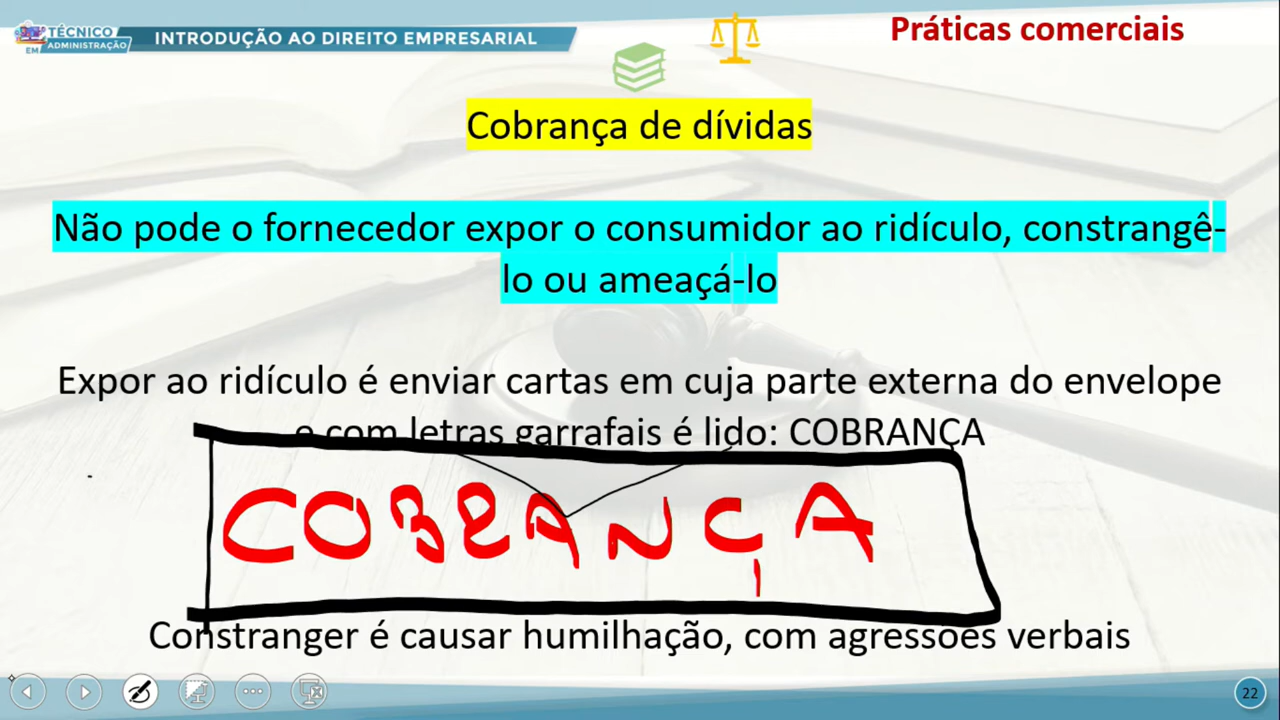 TÉCNICO
EM ADMINISTRAÇÃO
INTRODUÇÃO AO DIREITO EMPRESARIAL
Práticas comerciais
Cobrança de dívidas
Não pode o fornecedor expor o consumidor ao ridículo, constrangê-
lo ou ameaçá-lo
Expor ao ridículo é enviar cartas em cuja parte externa do envelope
e com letras garrafais é lido: COBRANÇA
COBRANÇA
Constranger é causar humilhação, com agressões verbais
22